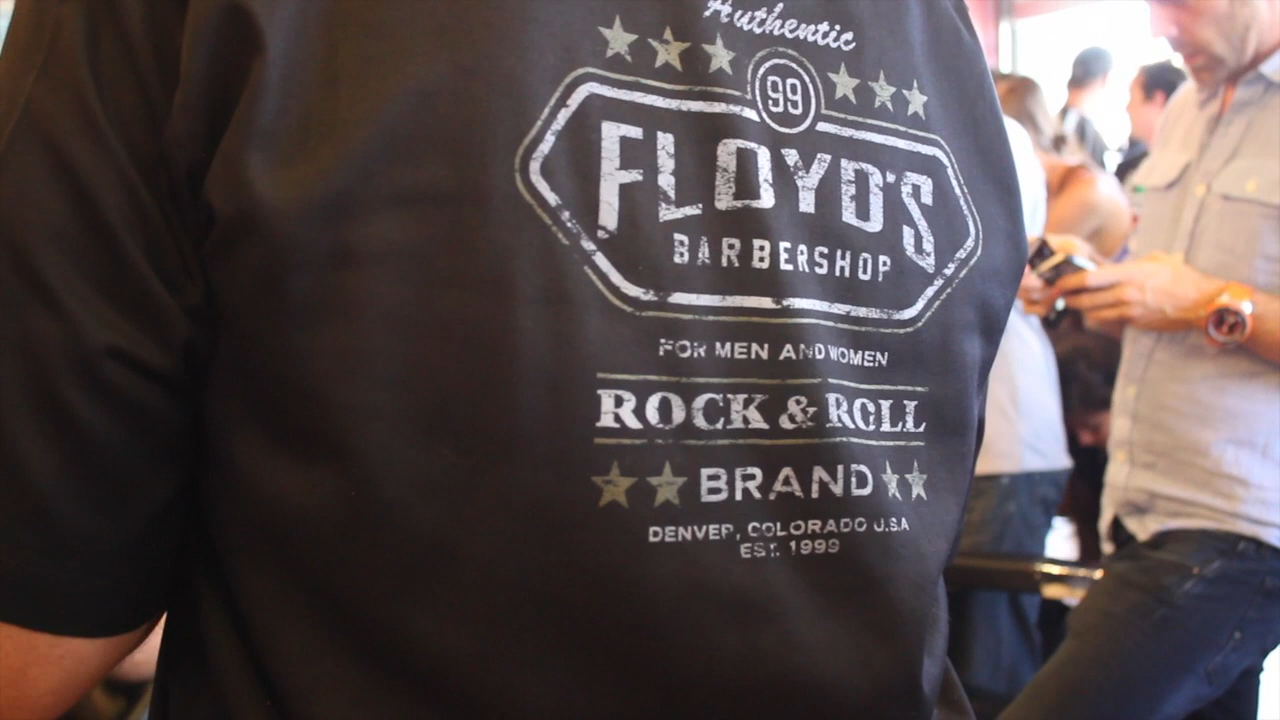 Authentic
99
FLOYD'S
BARBERSHOP
FOR MEN AND WOMEN
ROCK & ROLL
BRAND
DENVER, COLORADO U.S.A
EST. 1999